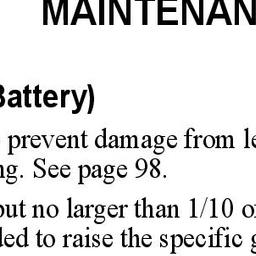 MAINTENAN
Battery)
prevent damage from le
ng. See page 98.
but no larger than 1/10 o
ded to raise the specific g